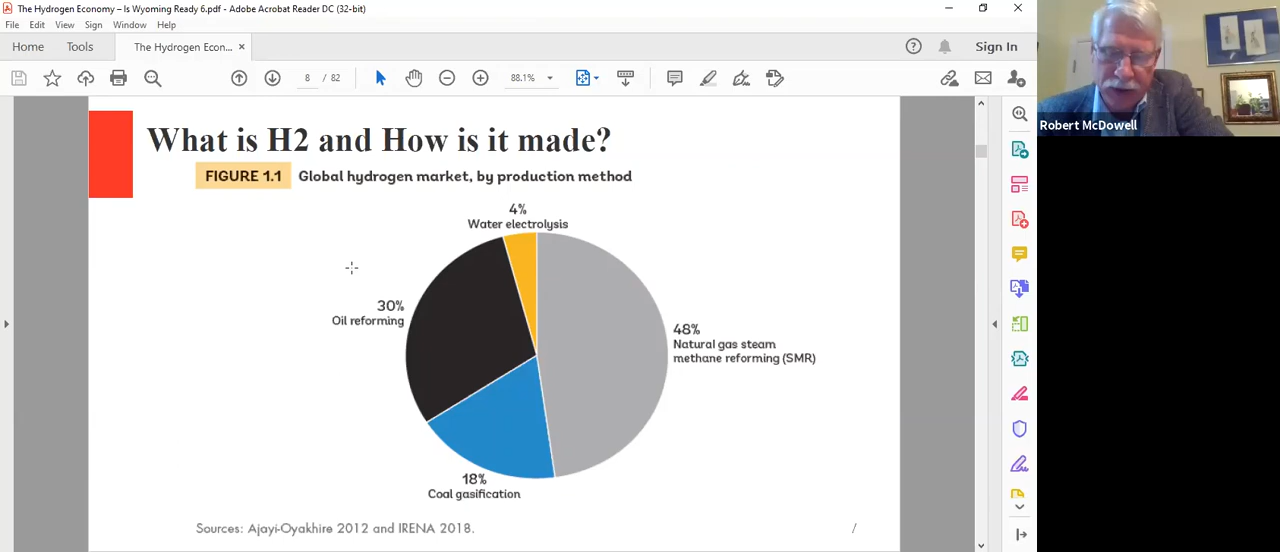 The Hydrogen Economy – Is Wyoming Ready 6.pdf - Adobe Acrobat Reader DC (32-bit)
File Edit View Sign Window Help
Home Tools The Hydrogen Econ... × Sign In
8 / 82 88.1%
Robert McDowell
What is H2 and How is it made?
FIGURE 1.1 Global hydrogen market, by production method
4%
Water electrolysis
30%
Oil reforming
48%
Natural gas steam
methane reforming (SMR)
18%
Coal gasification
Sources: Ajayi-Oyakhire 2012 and IRENA 2018.
/